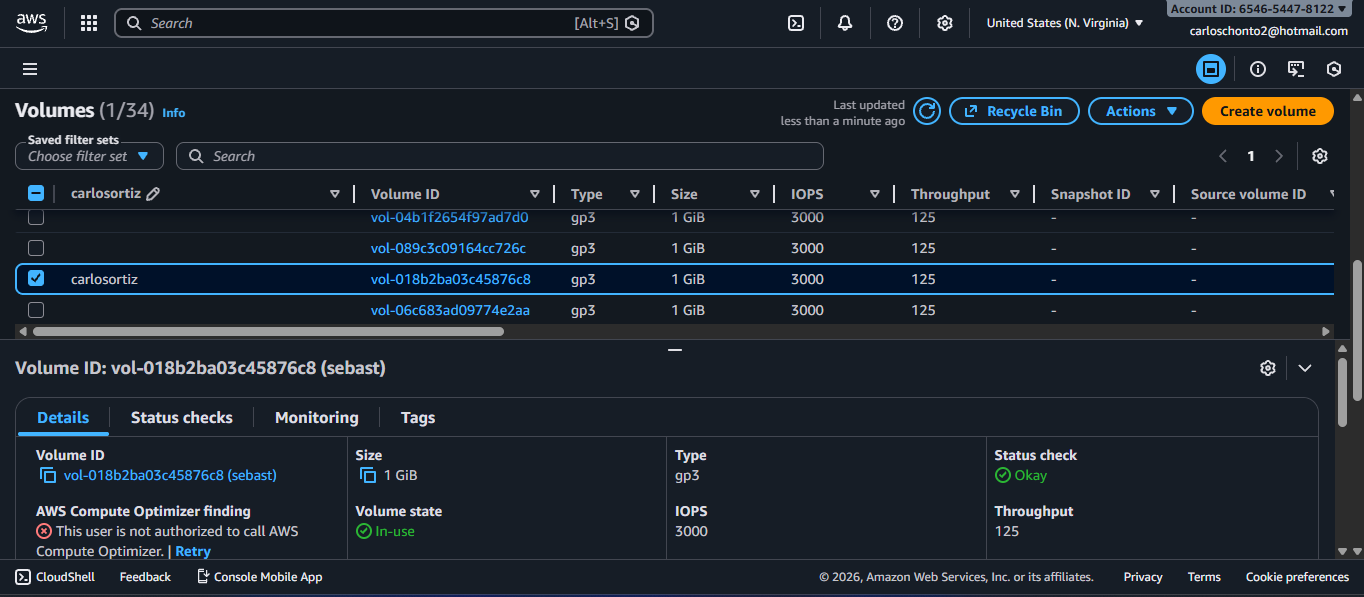 aws
Search [Alt+S]
United States (N. Virginia) ▼
Account ID: 6546-5447-8122 ▼
carloschonto2@hotmail.com
Volumes (1/34) Info
Last updated
less than a minute ago
Recycle Bin
Actions ▼
Create volume
Saved filter sets
Choose filter set ▼
Search
1
carlosortiz Volume ID Type Size IOPS Throughput Snapshot ID Source volume ID
vol-04b1f2654f97ad7d0 gp3 1 GiB 3000 125 - -
vol-089c3c09164cc726c gp3 1 GiB 3000 125 - -
carlosortiz vol-018b2ba03c45876c8 gp3 1 GiB 3000 125 - -
vol-06c683ad09774e2aa gp3 1 GiB 3000 125 - -
Volume ID: vol-018b2ba03c45876c8 (sebast)
Details Status checks Monitoring Tags
Volume ID Size Type Status check
vol-018b2ba03c45876c8 (sebast) 1 GiB gp3 Okay
AWS Compute Optimizer finding Volume state IOPS Throughput
This user is not authorized to call AWS In-use 3000 125
Compute Optimizer. | Retry
CloudShell Feedback Console Mobile App © 2026, Amazon Web Services, Inc. or its affiliates. Privacy Terms Cookie preferences